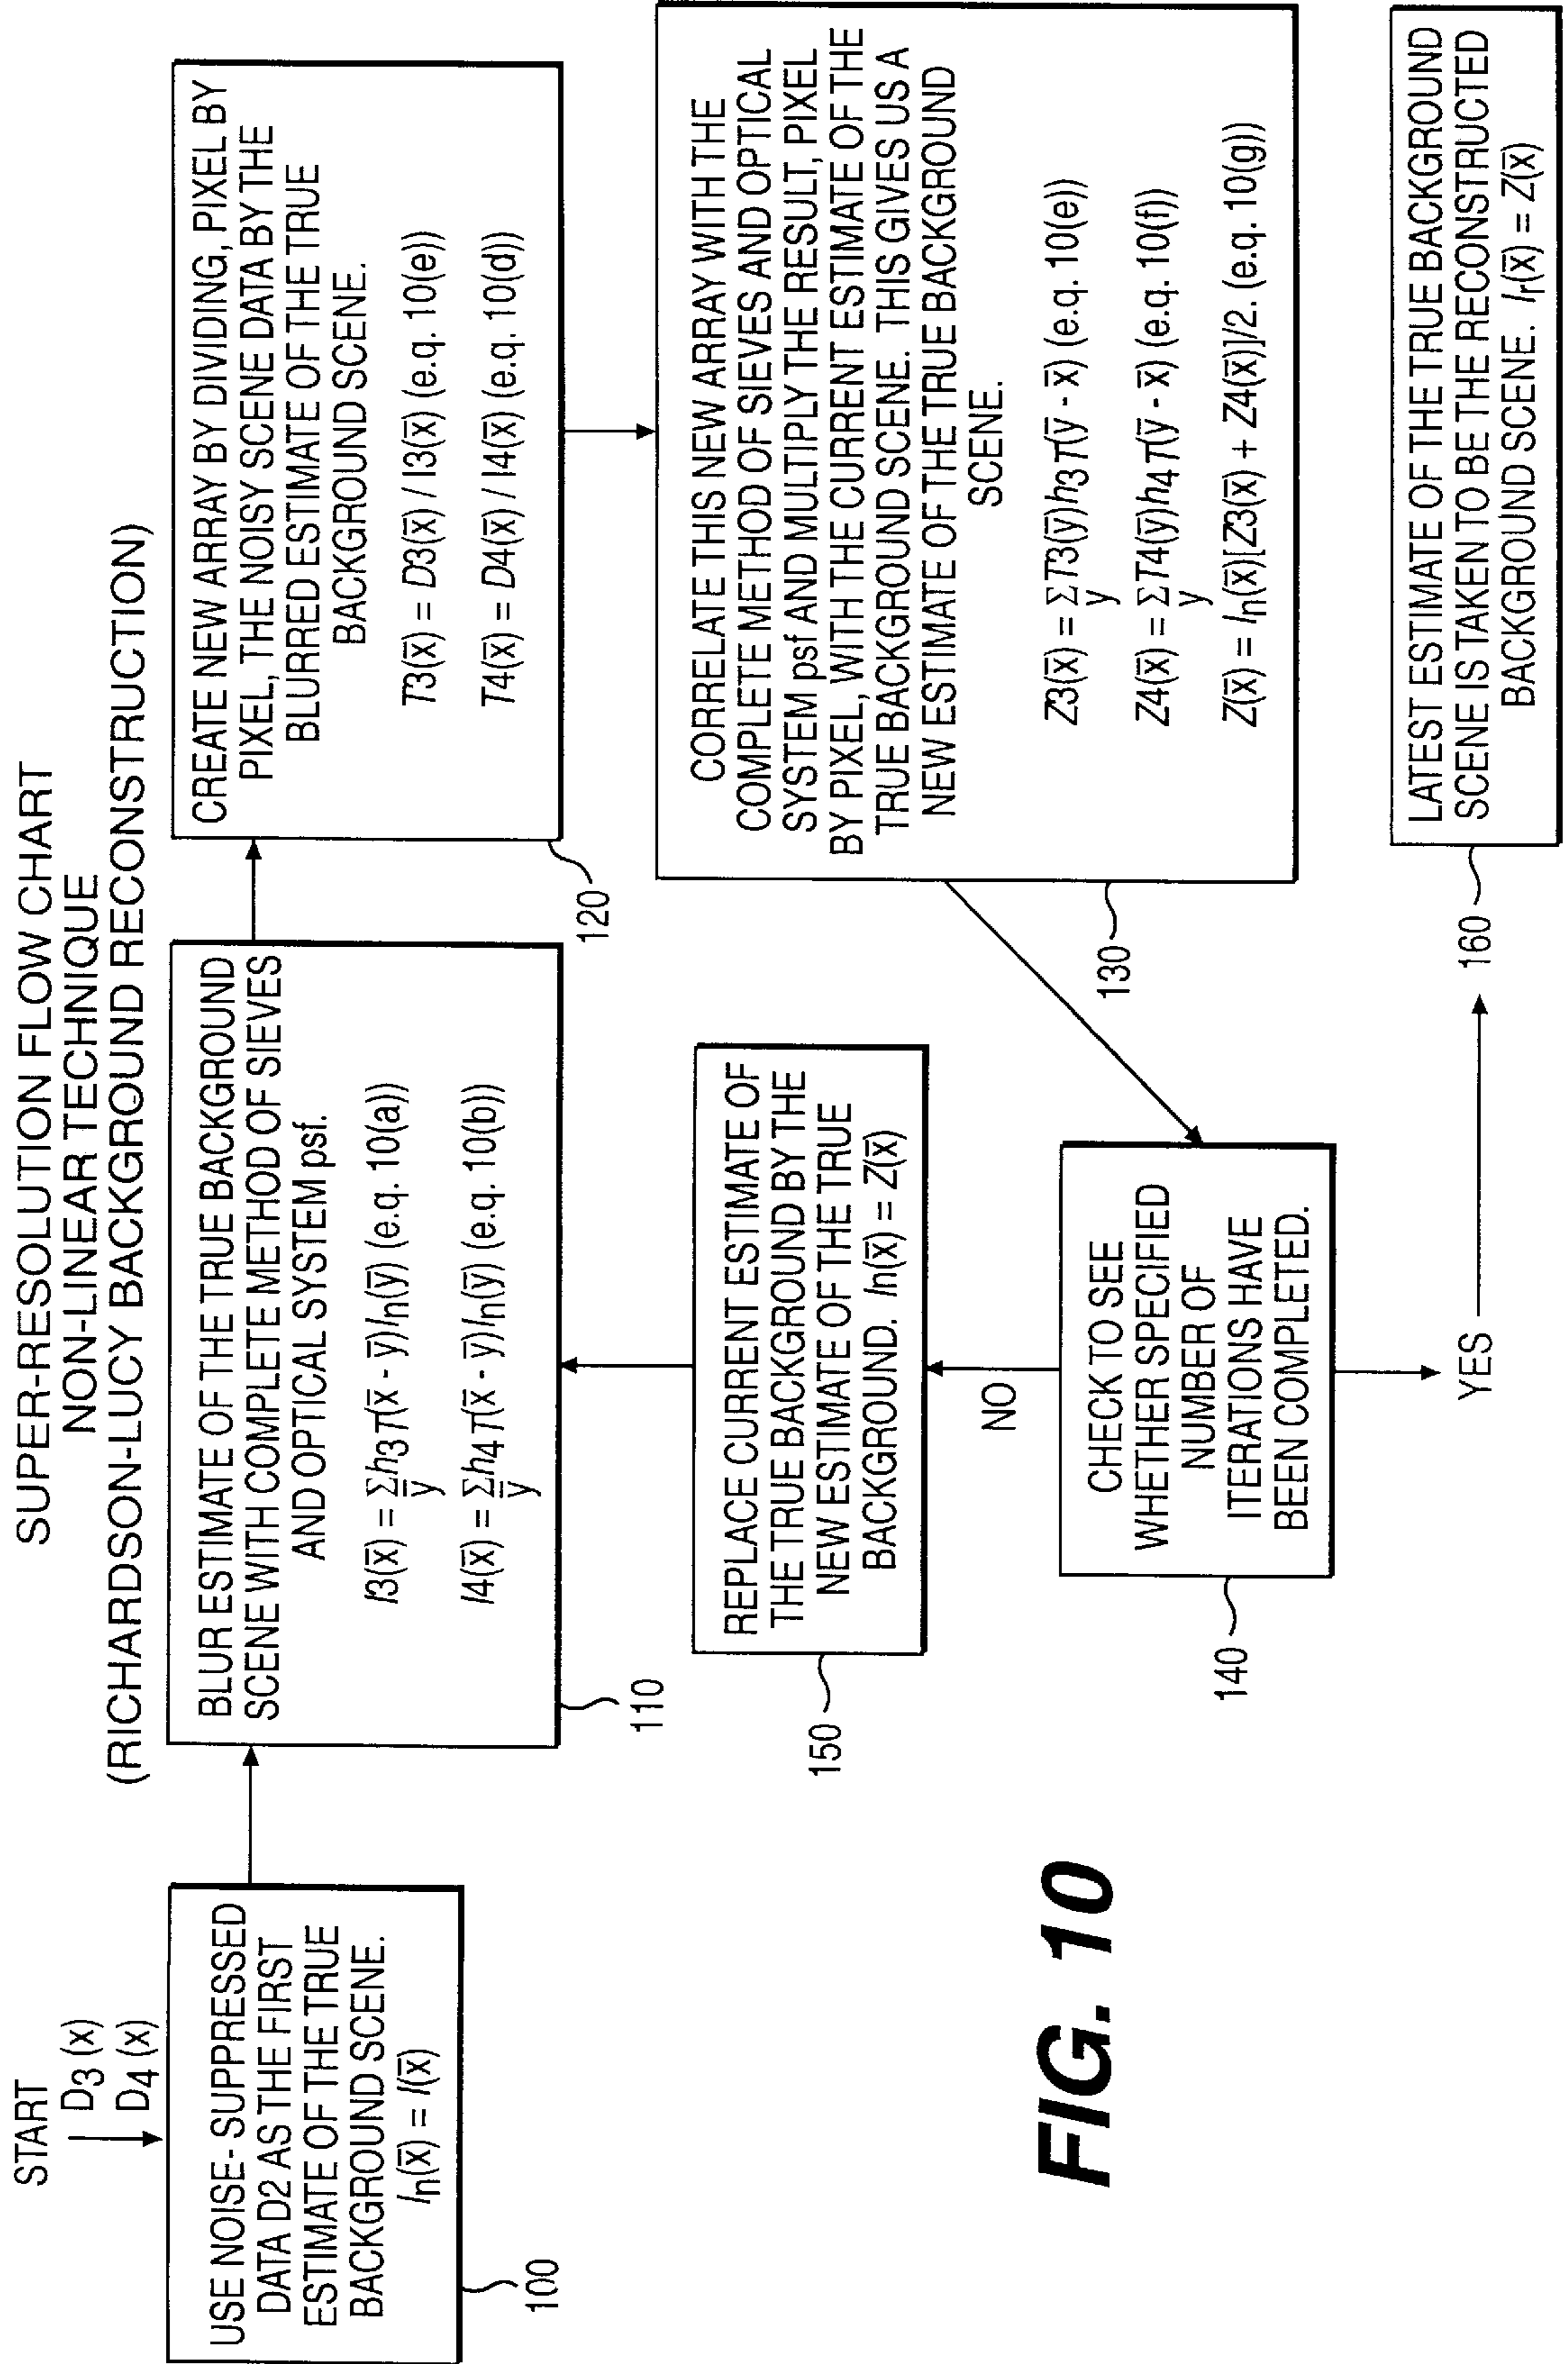 SUPER-RESOLUTION FLOW CHART
NON-LINEAR TECHNIQUE
(RICHARDSON-LUCY BACKGROUND RECONSTRUCTION)
START
D₃ (x)
D₄ (x)
USE NOISE- SUPPRESSED
DATA D2 AS THE FIRST
ESTIMATE OF THE TRUE
BACKGROUND SCENE.
Iₙ(x̅) = I(x̅)
100
BLUR ESTIMATE OF THE TRUE BACKGROUND
SCENE WITH COMPLETE METHOD OF SIEVES
AND OPTICAL SYSTEM psf.
I3(x̅) = Σh₃T(x̅ - y̅)Iₙ(y̅) (e.q. 10(a))
y̅
I4(x̅) = Σh₄T(x̅ - y̅)Iₙ(y̅) (e.q. 10(b))
y̅
110
CREATE NEW ARRAY BY DIVIDING, PIXEL BY
PIXEL, THE NOISY SCENE DATA BY THE
BLURRED ESTIMATE OF THE TRUE
BACKGROUND SCENE.
T3(x̅) = D3(x̅) / I3(x̅) (e.q. 10(e))
T4(x̅) = D4(x̅) / I4(x̅) (e.q. 10(d))
120
CORRELATE THIS NEW ARRAY WITH THE
COMPLETE METHOD OF SIEVES AND OPTICAL
SYSTEM psf AND MULTIPLY THE RESULT, PIXEL
BY PIXEL, WITH THE CURRENT ESTIMATE OF THE
TRUE BACKGROUND SCENE. THIS GIVES US A
NEW ESTIMATE OF THE TRUE BACKGROUND
SCENE.
Z3(x̅) = ΣT3(y̅)h₃T(y̅ - x̅) (e.q. 10(e))
y
Z4(x̅) = ΣT4(y̅)h₄T(y̅ - x̅) (e.q. 10(f))
y
Z(x̅) = Iₙ(x̅)[Z3(x̅) + Z4(x̅)]/2. (e.q. 10(g))
130
REPLACE CURRENT ESTIMATE OF
THE TRUE BACKGROUND BY THE
NEW ESTIMATE OF THE TRUE
BACKGROUND. In(x̅) = Z(x̅)
150
NO
CHECK TO SEE
WHETHER SPECIFIED
NUMBER OF
ITERATIONS HAVE
BEEN COMPLETED.
140
YES
160
LATEST ESTIMATE OF THE TRUE BACKGROUND
SCENE IS TAKEN TO BE THE RECONSTRUCTED
BACKGROUND SCENE. Iᵣ(x̅) = Z(x̅)
FIG. 10